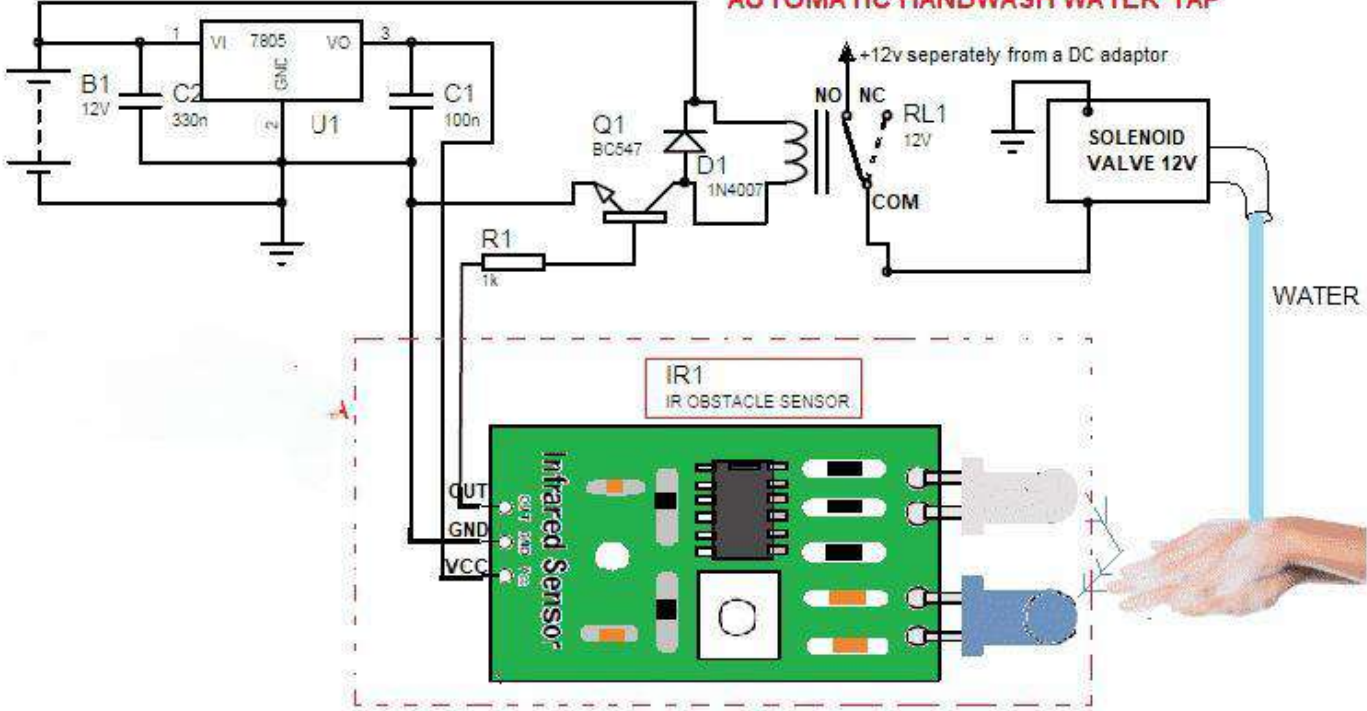 AUTOMATIC HANDWASH WATER TAP
1 VI 7805 VO 3
GND
2
U1
B1
12V
C2
330n
C1
100n
Q1
BC547
D1
1N4007
+12v seperately from a DC adaptor
NO NC
RL1
12V
COM
SOLENOID
VALVE 12V
R1
1k
WATER
IR1
IR OBSTACLE SENSOR
OUT
GND
VCC
Infrared Sensor